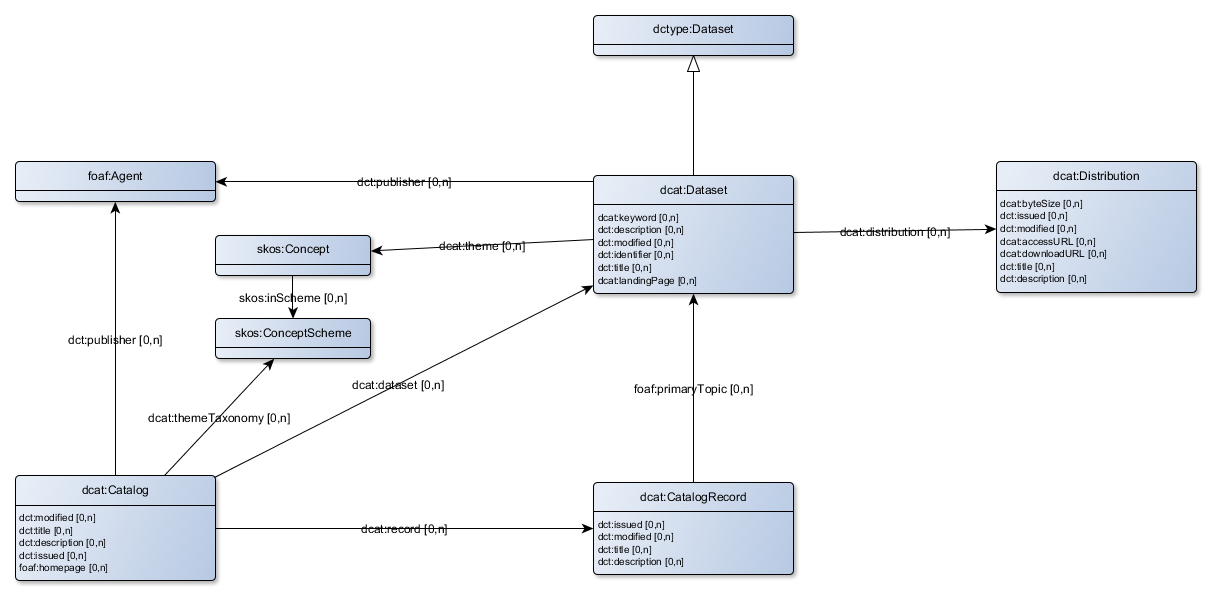 dctype:Dataset
foaf:Agent
dct:publisher [0,n]
dcat:Dataset
dcat:keyword [0,n]
dct:description [0,n]
dct:modified [0,n]
dct:identifier [0,n]
dct:title [0,n]
dcat:landingPage [0,n]
dcat:distribution [0,n]
dcat:Distribution
dcat:byteSize [0,n]
dct:issued [0,n]
dct:modified [0,n]
dcat:accessURL [0,n]
dcat:downloadURL [0,n]
dct:title [0,n]
dct:description [0,n]
skos:Concept
dcat:theme [0,n]
skos:inScheme [0,n]
skos:ConceptScheme
dct:publisher [0,n]
dcat:dataset [0,n]
foaf:primaryTopic [0,n]
dcat:themeTaxonomy [0,n]
dcat:Catalog
dct:modified [0,n]
dct:title [0,n]
dct:description [0,n]
dct:issued [0,n]
foaf:homepage [0,n]
dcat:record [0,n]
dcat:CatalogRecord
dct:issued [0,n]
dct:modified [0,n]
dct:title [0,n]
dct:description [0,n]